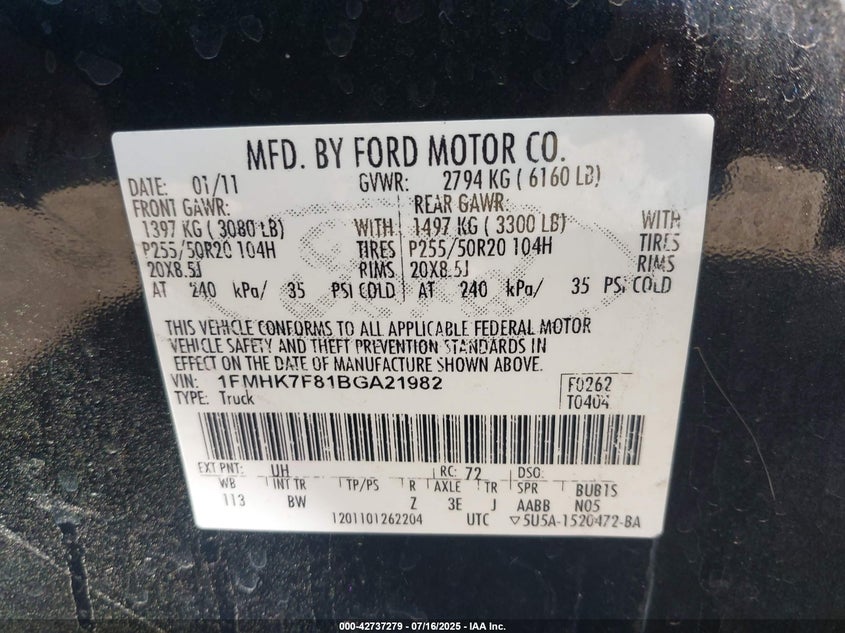 MFD. BY FORD MOTOR CO.
DATE: 01/11 GVWR: 2794 KG ( 6160 LB)
FRONT GAWR: REAR GAWR:
1397 KG ( 3080 LB) WITH 1497 KG ( 3300 LB) WITH
P255/50R20 104H TIRES P255/50R20 104H TIRES
20X8.5J RIMS 20X8.5J RIMS
AT 240 kPa/ 35 PSI COLD AT 240 kPa/ 35 PSI COLD
THIS VEHICLE CONFORMS TO ALL APPLICABLE FEDERAL MOTOR
VEHICLE SAFETY AND THEFT PREVENTION STANDARDS IN
EFFECT ON THE DATE OF MANUFACTURE SHOWN ABOVE.
VIN: 1FMHK7F81BGA21982 F0262
TYPE: Truck T0404
EXT PNT: UH RC: 72 DSO:
WB INT TR TP/PS R AXLE TR SPR BUBTS
113 BW Z 3E J AABB N05
1201101262204 UTC ▽5U5A-1520472-BA
000-42737279 - 07/16/2025 - IAA Inc.